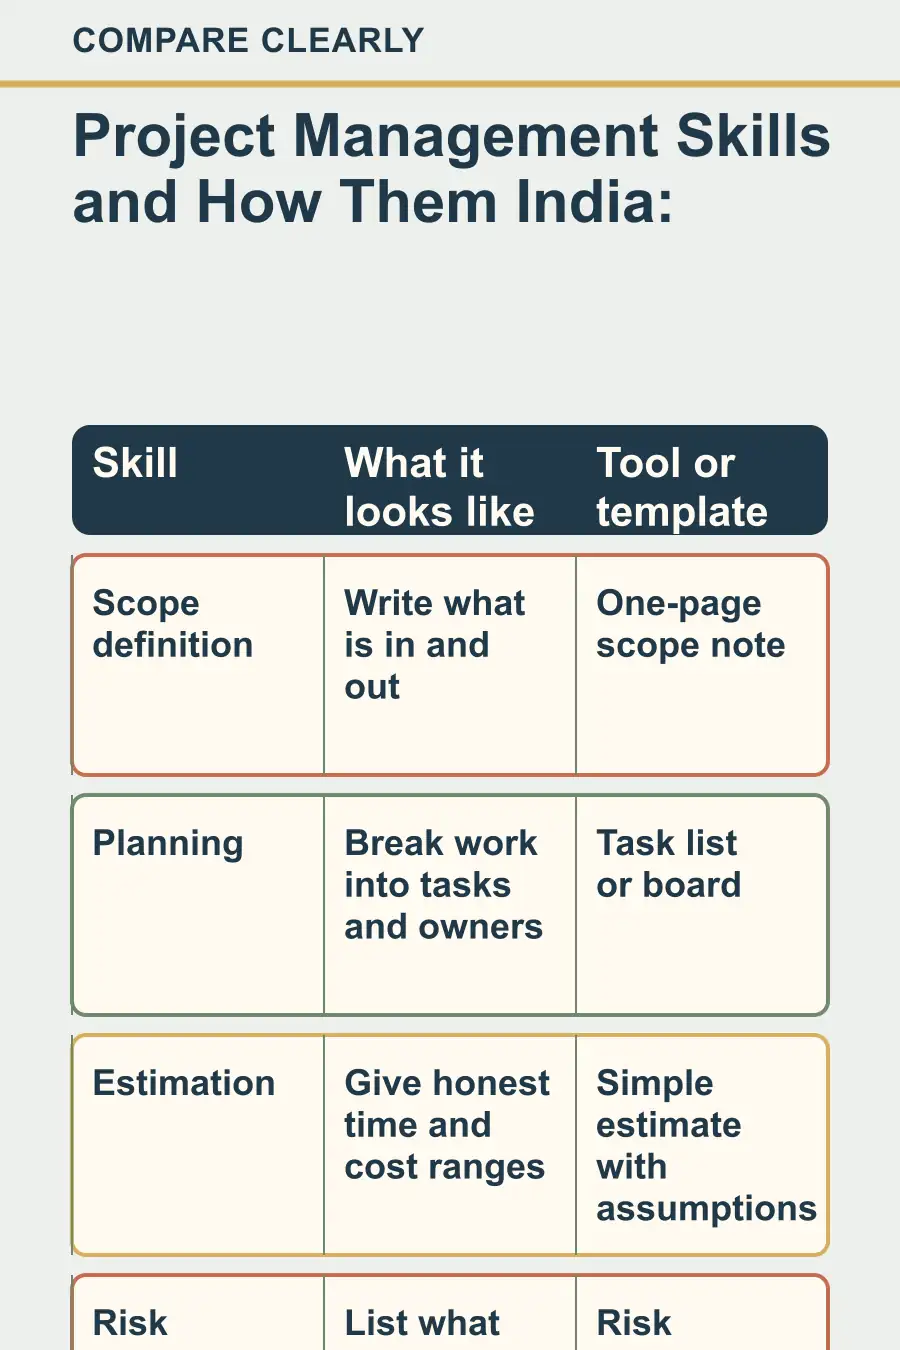 COMPARE CLEARLY
Project Management Skills
and How Them India:
Skill
What it
looks like
Tool or
template
Scope
definition
Write what
is in and
out
One-page
scope note
Planning
Break work
into tasks
and owners
Task list
or board
Estimation
Give honest
time and
cost ranges
Simple
estimate
with
assumptions
Risk
List what
Risk